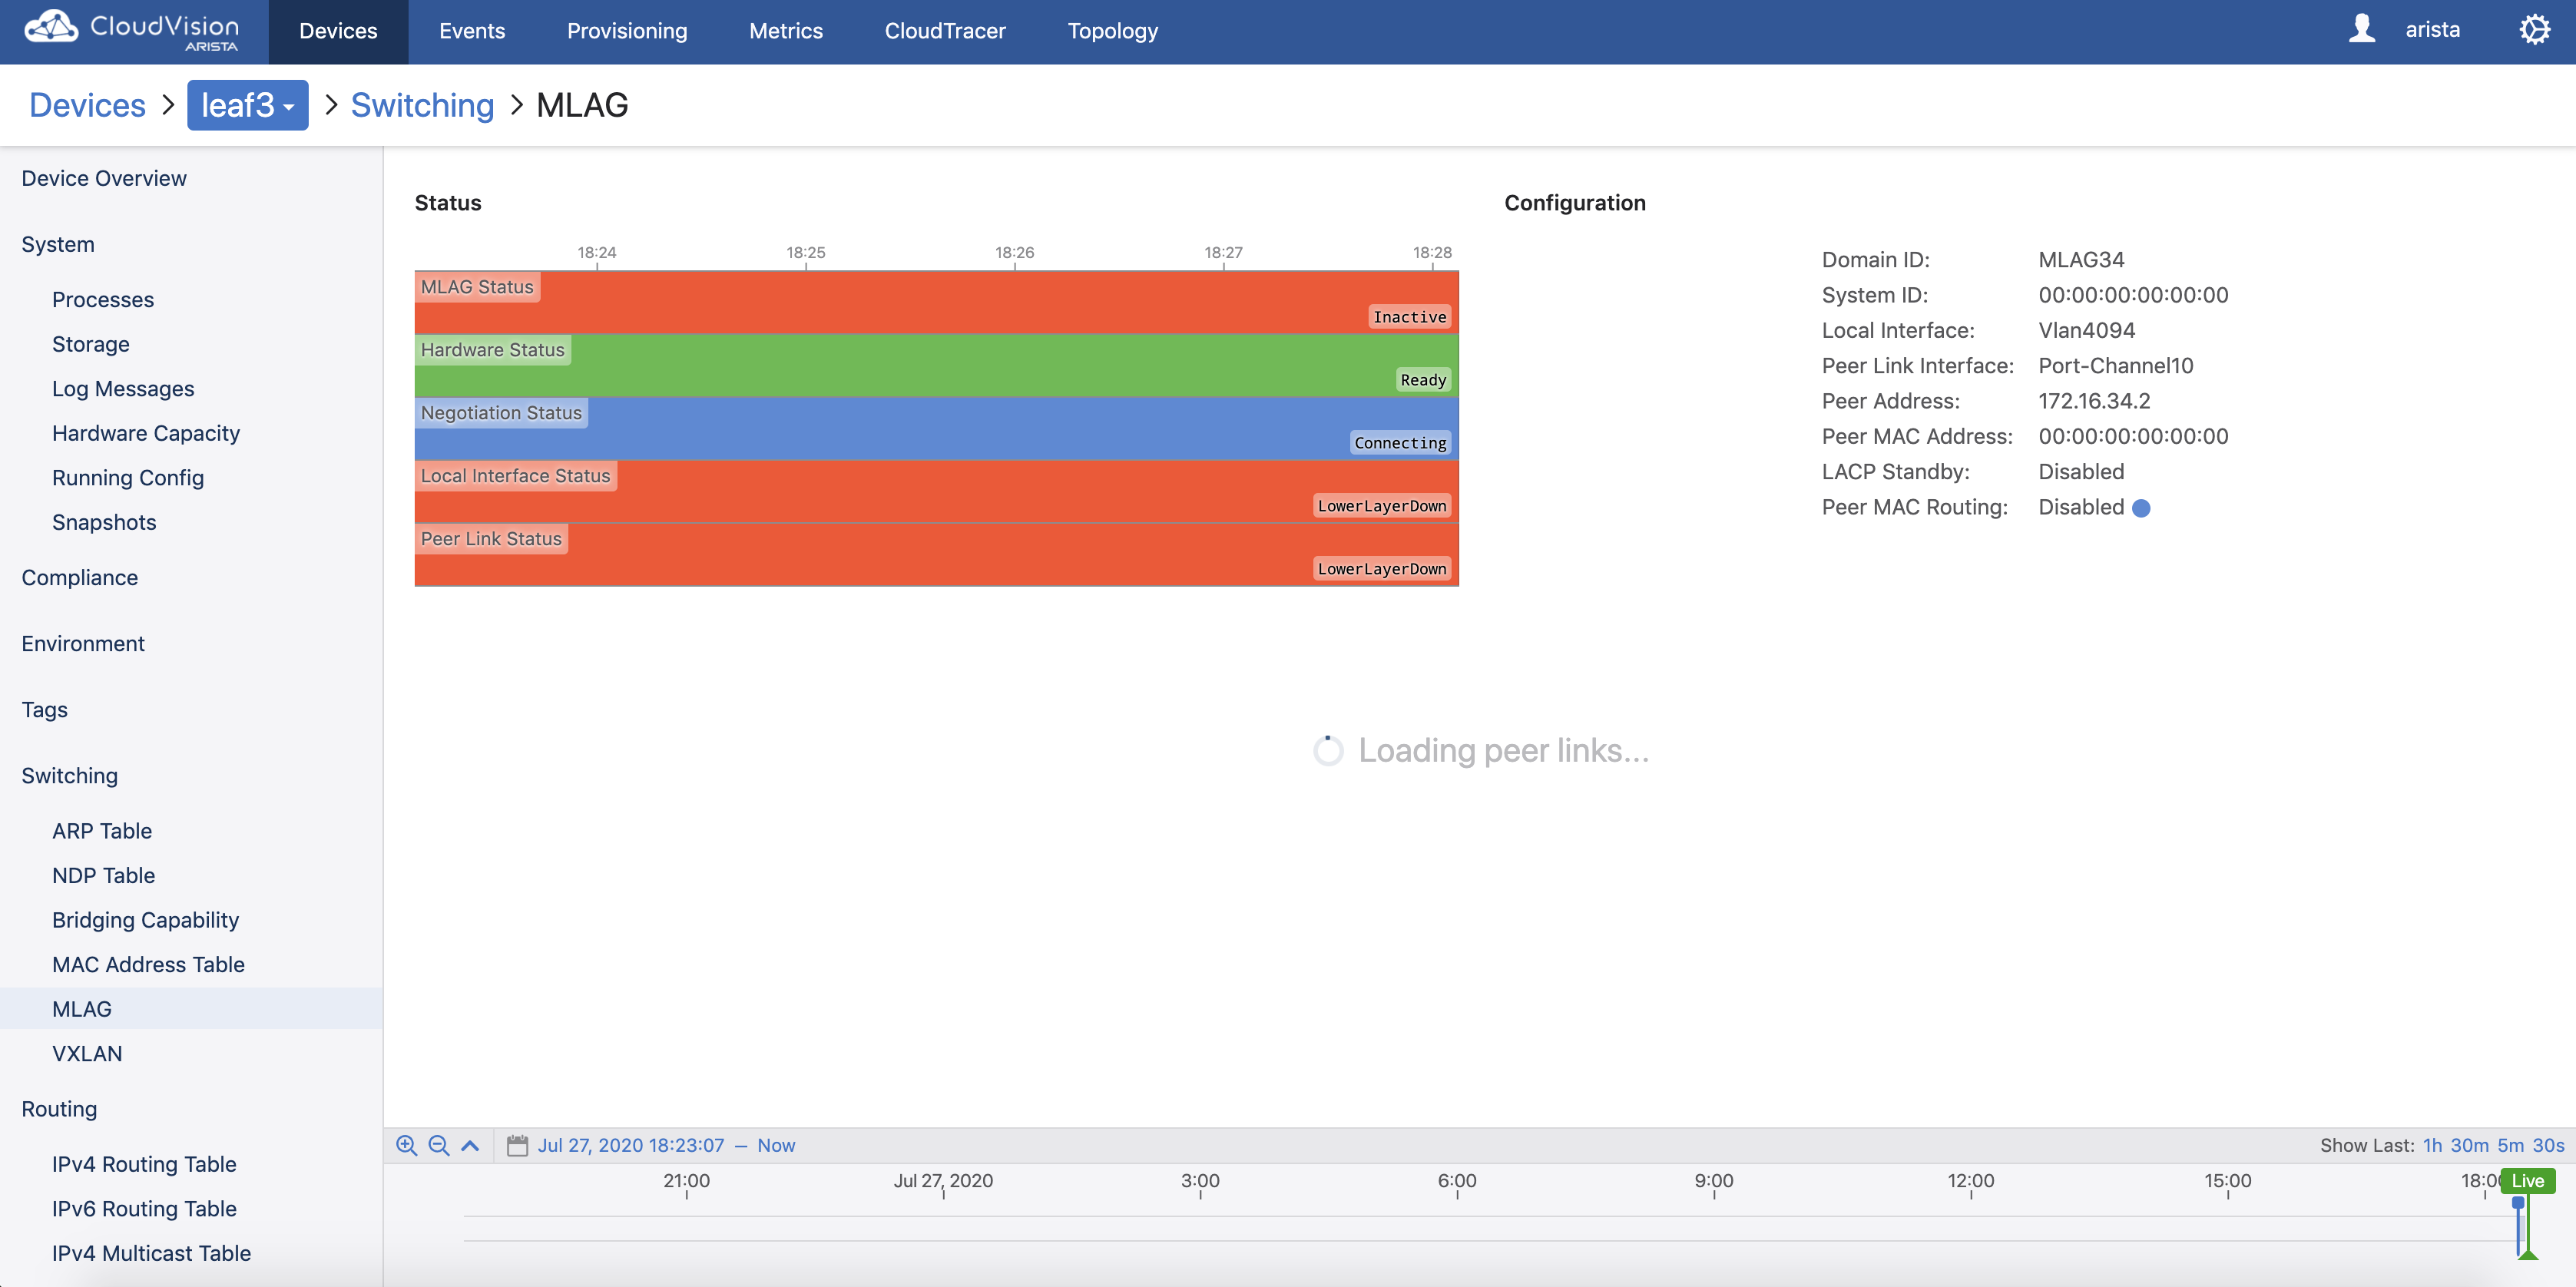 CloudVision
ARISTA
Devices Events Provisioning Metrics CloudTracer Topology arista
Devices > leaf3 > Switching > MLAG
Device Overview
System
Processes
Storage
Log Messages
Hardware Capacity
Running Config
Snapshots
Compliance
Environment
Tags
Switching
ARP Table
NDP Table
Bridging Capability
MAC Address Table
MLAG
VXLAN
Routing
IPv4 Routing Table
IPv6 Routing Table
IPv4 Multicast Table
Status
18:24 18:25 18:26 18:27 18:28
MLAG Status
Inactive
Hardware Status
Ready
Negotiation Status
Connecting
Local Interface Status
LowerLayerDown
Peer Link Status
LowerLayerDown
Configuration
Domain ID: MLAG34
System ID: 00:00:00:00:00:00
Local Interface: Vlan4094
Peer Link Interface: Port-Channel10
Peer Address: 172.16.34.2
Peer MAC Address: 00:00:00:00:00:00
LACP Standby: Disabled
Peer MAC Routing: Disabled
Loading peer links...
Jul 27, 2020 18:23:07 – Now
Show Last: 1h 30m 5m 30s
21:00 Jul 27, 2020 3:00 6:00 9:00 12:00 15:00 18:00 Live